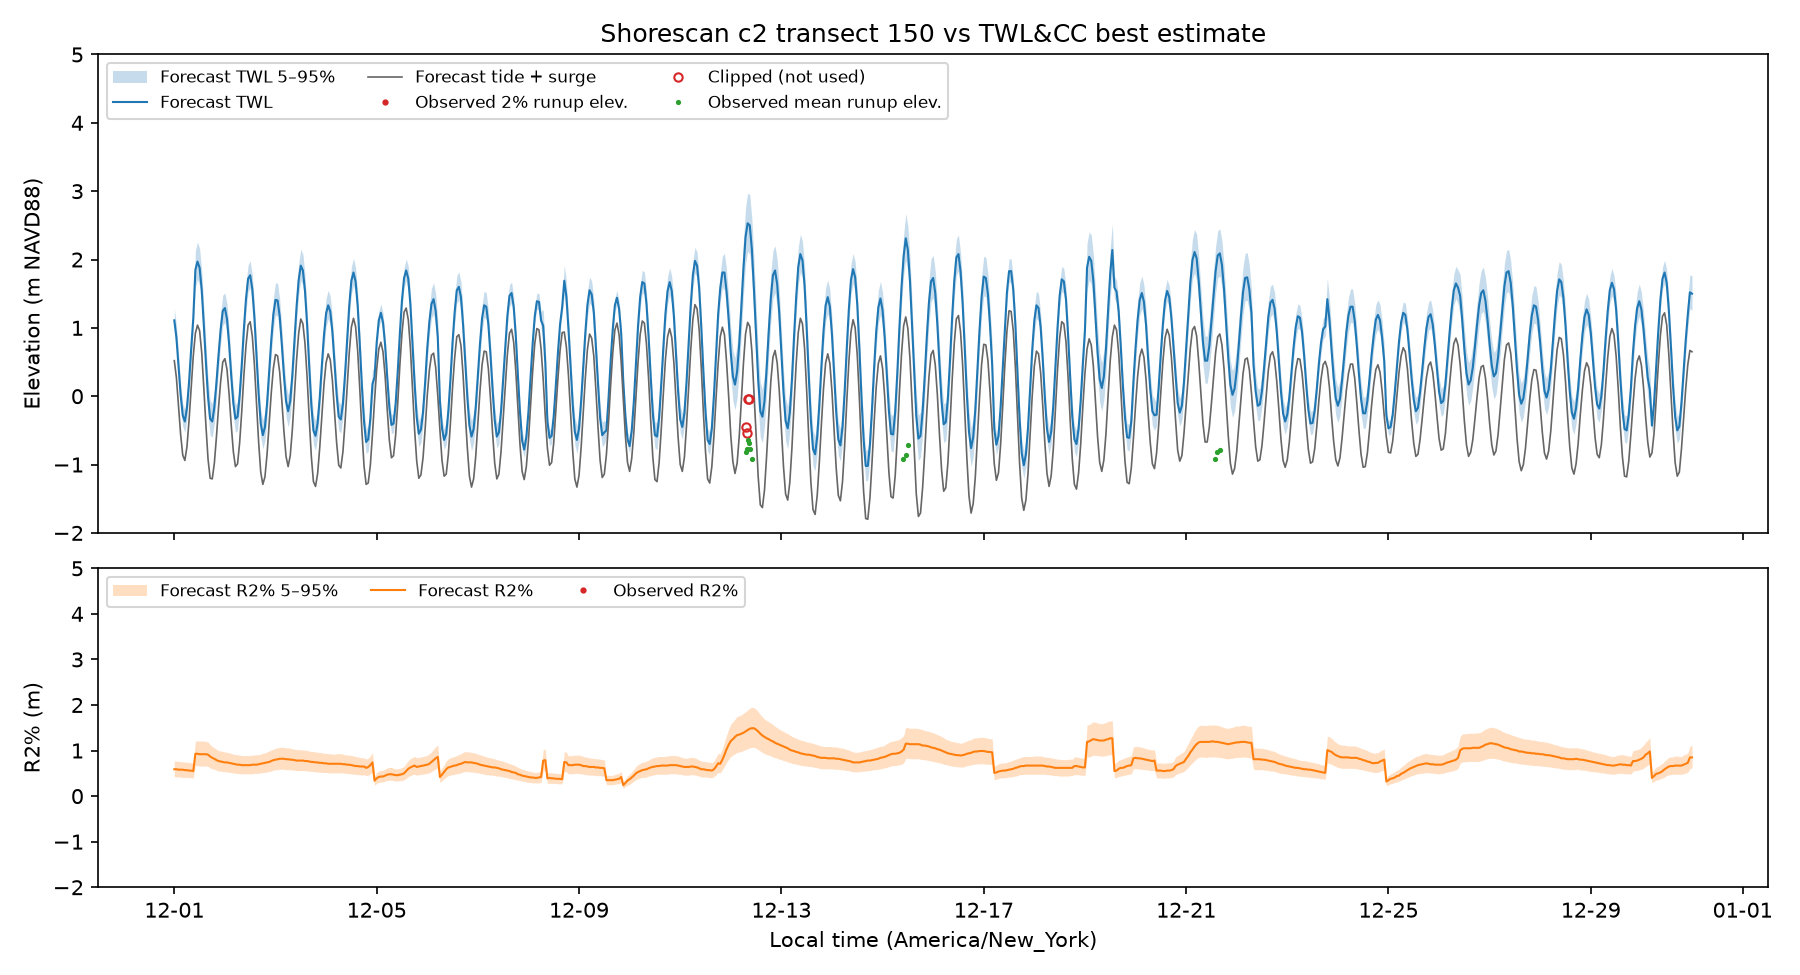 Shorescan c2 transect 150 vs TWL&CC best estimate
Forecast TWL 5–95%
Forecast TWL
Forecast tide + surge
Observed 2% runup elev.
Clipped (not used)
Observed mean runup elev.
Elevation (m NAVD88)
5
4
3
2
1
0
−1
−2
Forecast R2% 5–95%
Forecast R2%
Observed R2%
R2% (m)
5
4
3
2
1
0
−1
−2
12-01
12-05
12-09
12-13
12-17
12-21
12-25
12-29
01-01
Local time (America/New_York)